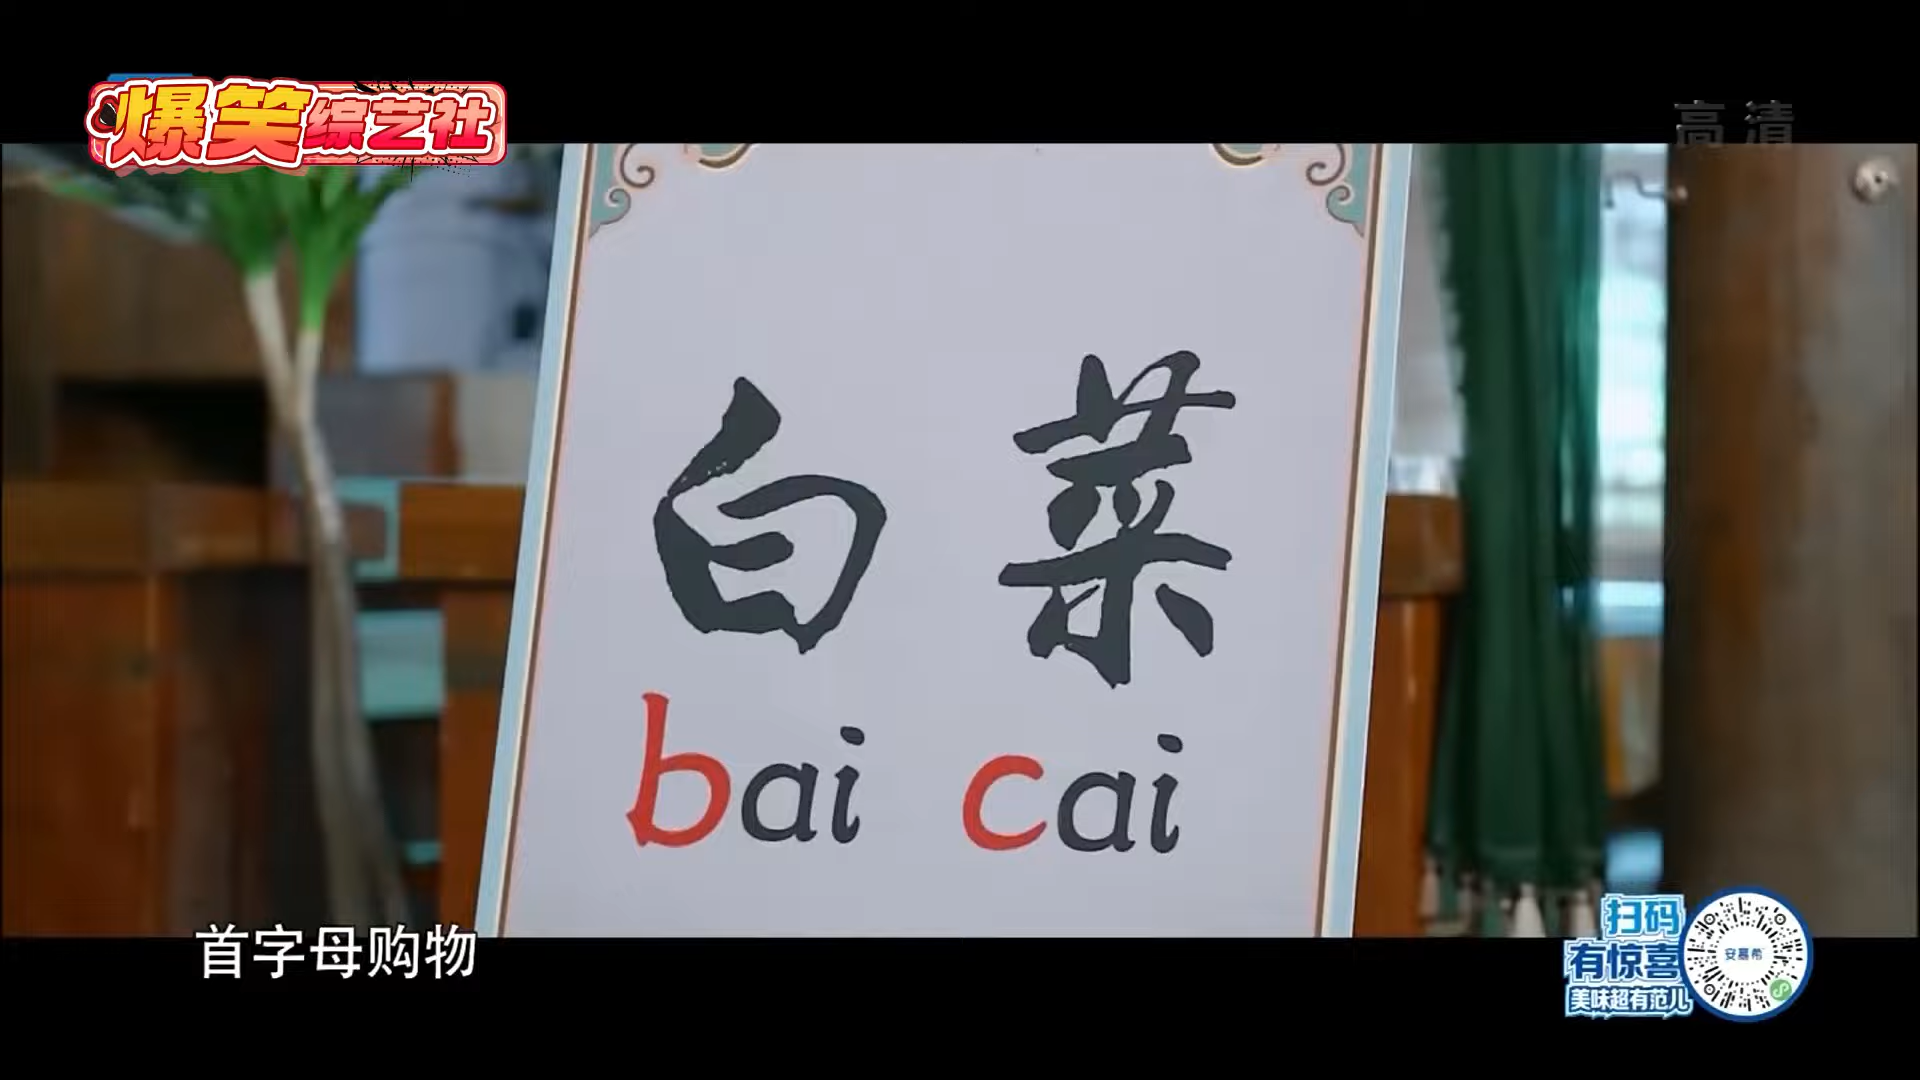 爆笑综艺社
高清
白菜
bai cai
首字母购物
扫码
有惊喜
美味超有范儿
安慕希